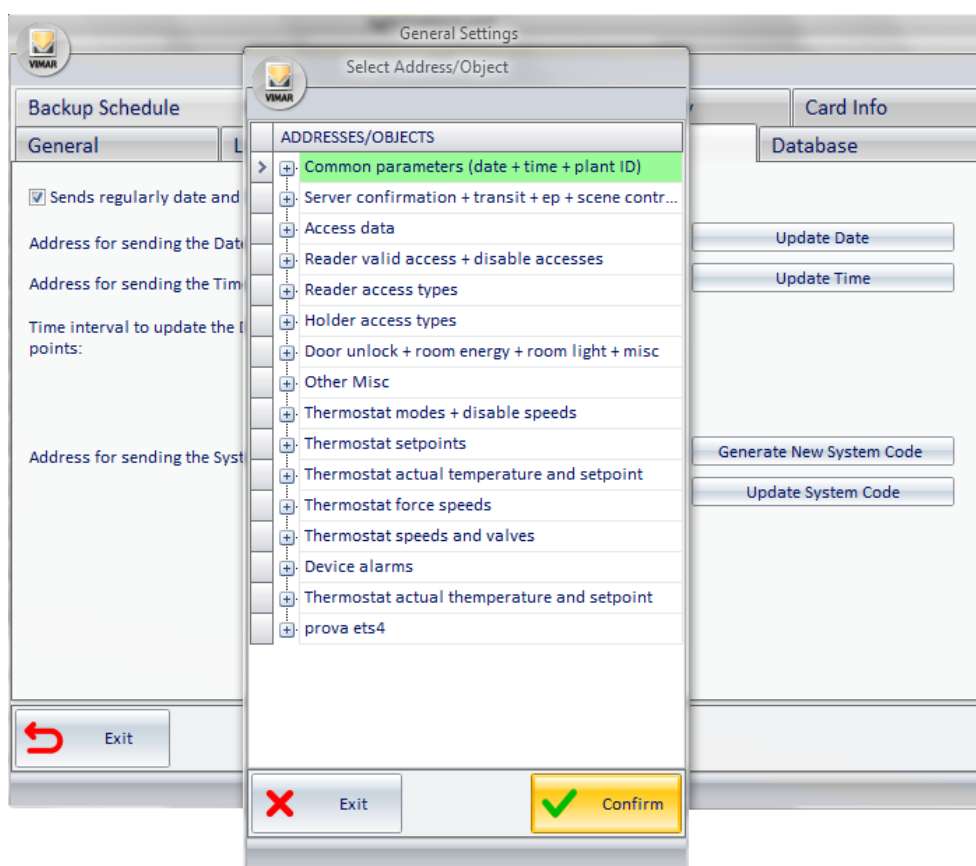 General Settings
VIMAR
Select Address/Object
VIMAR
Backup Schedule
Card Info
General
Database
ADDRESSES/OBJECTS
Common parameters (date + time + plant ID)
Server confirmation + transit + ep + scene contr...
Access data
Reader valid access + disable accesses
Reader access types
Holder access types
Door unlock + room energy + room light + misc
Other Misc
Thermostat modes + disable speeds
Thermostat setpoints
Thermostat actual temperature and setpoint
Thermostat force speeds
Thermostat speeds and valves
Device alarms
Thermostat actual themperature and setpoint
prova ets4
Sends regularly date and
Address for sending the Dat
Update Date
Address for sending the Tim
Update Time
Time interval to update the
points:
Address for sending the Syst
Generate New System Code
Update System Code
Exit
Exit
Confirm